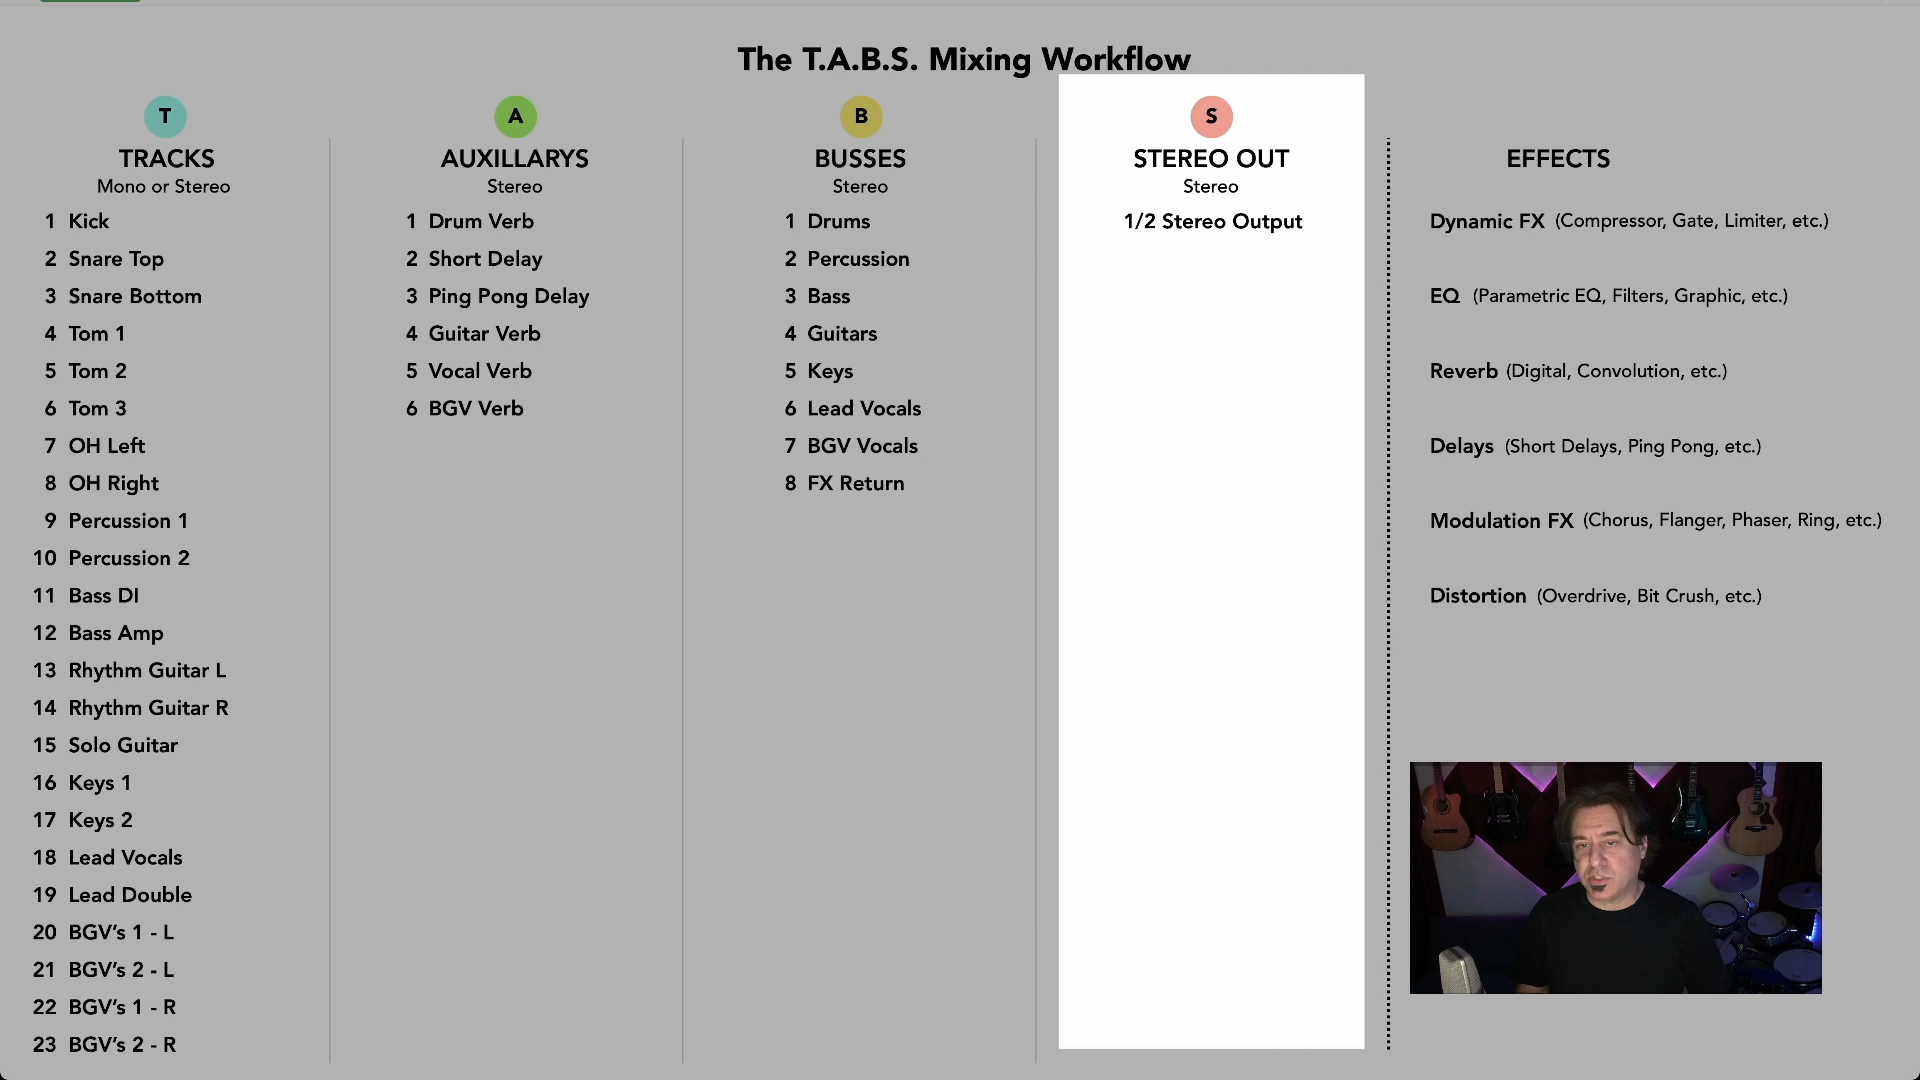 The T.A.B.S. Mixing Workflow
T
TRACKS
Mono or Stereo
1 Kick
2 Snare Top
3 Snare Bottom
4 Tom 1
5 Tom 2
6 Tom 3
7 OH Left
8 OH Right
9 Percussion 1
10 Percussion 2
11 Bass DI
12 Bass Amp
13 Rhythm Guitar L
14 Rhythm Guitar R
15 Solo Guitar
16 Keys 1
17 Keys 2
18 Lead Vocals
19 Lead Double
20 BGV's 1 - L
21 BGV's 2 - L
22 BGV's 1 - R
23 BGV's 2 - R
A
AUXILLARYS
Stereo
1 Drum Verb
2 Short Delay
3 Ping Pong Delay
4 Guitar Verb
5 Vocal Verb
6 BGV Verb
B
BUSSES
Stereo
1 Drums
2 Percussion
3 Bass
4 Guitars
5 Keys
6 Lead Vocals
7 BGV Vocals
8 FX Return
S
STEREO OUT
Stereo
1/2 Stereo Output
EFFECTS
Dynamic FX (Compressor, Gate, Limiter, etc.)
EQ (Parametric EQ, Filters, Graphic, etc.)
Reverb (Digital, Convolution, etc.)
Delays (Short Delays, Ping Pong, etc.)
Modulation FX (Chorus, Flanger, Phaser, Ring, etc.)
Distortion (Overdrive, Bit Crush, etc.)